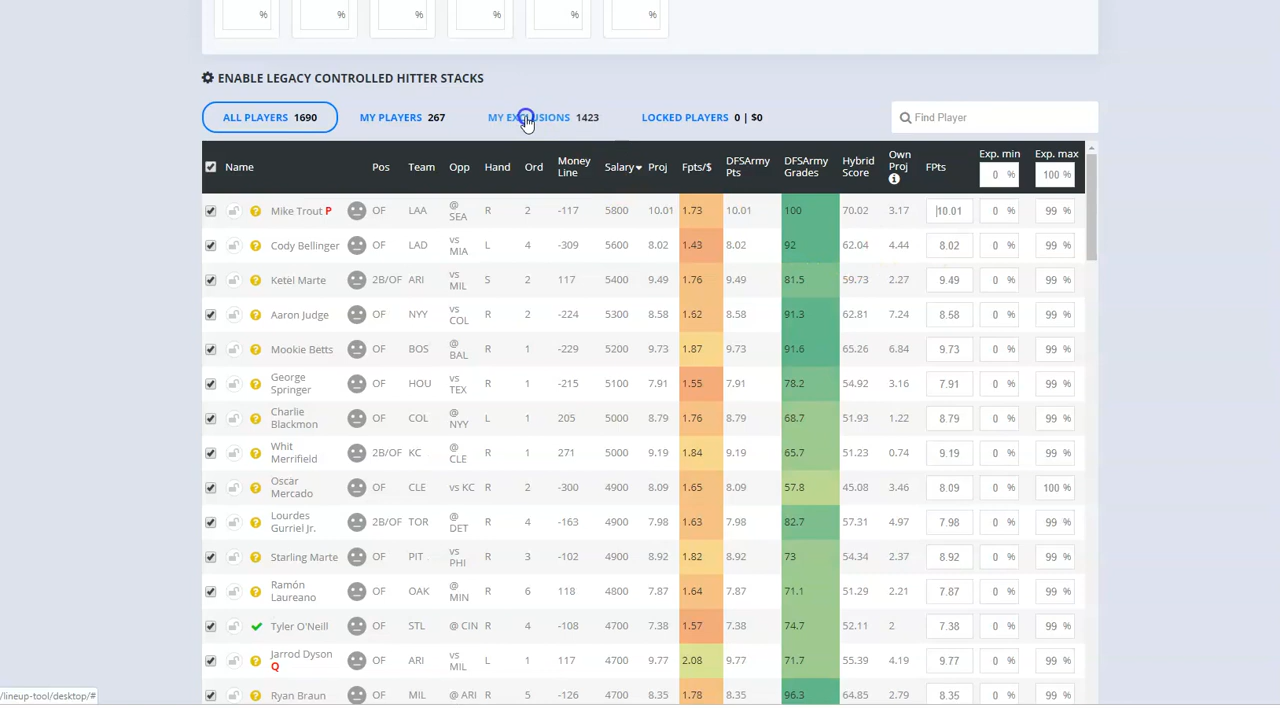 % % % % % %
ENABLE LEGACY CONTROLLED HITTER STACKS
ALL PLAYERS 1690 MY PLAYERS 267 MY EXCLUSIONS 1423 LOCKED PLAYERS 0 | $0 Find Player
Name Pos Team Opp Hand Ord Money Line Salary Proj Fpts/$ DFSArmy Pts DFSArmy Grades Hybrid Score Own Proj FPts Exp. min 0 % Exp. max 100 %
Mike Trout P OF LAA @ SEA R 2 -117 5800 10.01 1.73 10.01 100 70.02 3.17 10.01 0 % 99 %
Cody Bellinger OF LAD vs MIA L 4 -309 5600 8.02 1.43 8.02 92 62.04 4.44 8.02 0 % 99 %
Ketel Marte 2B/OF ARI vs MIL S 2 117 5400 9.49 1.76 9.49 81.5 59.73 2.27 9.49 0 % 99 %
Aaron Judge OF NYY vs COL R 2 -224 5300 8.58 1.62 8.58 91.3 62.81 7.24 8.58 0 % 99 %
Mookie Betts OF BOS @ BAL R 1 -229 5200 9.73 1.87 9.73 91.6 65.26 6.84 9.73 0 % 99 %
George Springer OF HOU vs TEX R 1 -215 5100 7.91 1.55 7.91 78.2 54.92 3.16 7.91 0 % 99 %
Charlie Blackmon OF COL @ NYY L 1 205 5000 8.79 1.76 8.79 68.7 51.93 1.22 8.79 0 % 99 %
Whit Merrifield 2B/OF KC @ CLE R 1 271 5000 9.19 1.84 9.19 65.7 51.23 0.74 9.19 0 % 99 %
Oscar Mercado OF CLE vs KC R 2 -300 4900 8.09 1.65 8.09 57.8 45.08 3.46 8.09 0 % 100 %
Lourdes Gurriel Jr. 2B/OF TOR @ DET R 4 -163 4900 7.98 1.63 7.98 82.7 57.31 4.97 7.98 0 % 99 %
Starling Marte OF PIT vs PHI R 3 -102 4900 8.92 1.82 8.92 73 54.34 2.37 8.92 0 % 99 %
Ramón Laureano OF OAK @ MIN R 6 118 4800 7.87 1.64 7.87 71.1 51.29 2.21 7.87 0 % 99 %
Tyler O'Neill OF STL @ CIN R 4 -108 4700 7.38 1.57 7.38 74.7 52.11 2 7.38 0 % 99 %
Jarrod Dyson Q OF ARI vs MIL L 1 117 4700 9.77 2.08 9.77 71.7 55.39 4.19 9.77 0 % 99 %
Ryan Braun OF MIL @ ARI R 5 -126 4700 8.35 1.78 8.35 96.3 64.85 2.79 8.35 0 % 99 %
/lineup-tool/desktop/#